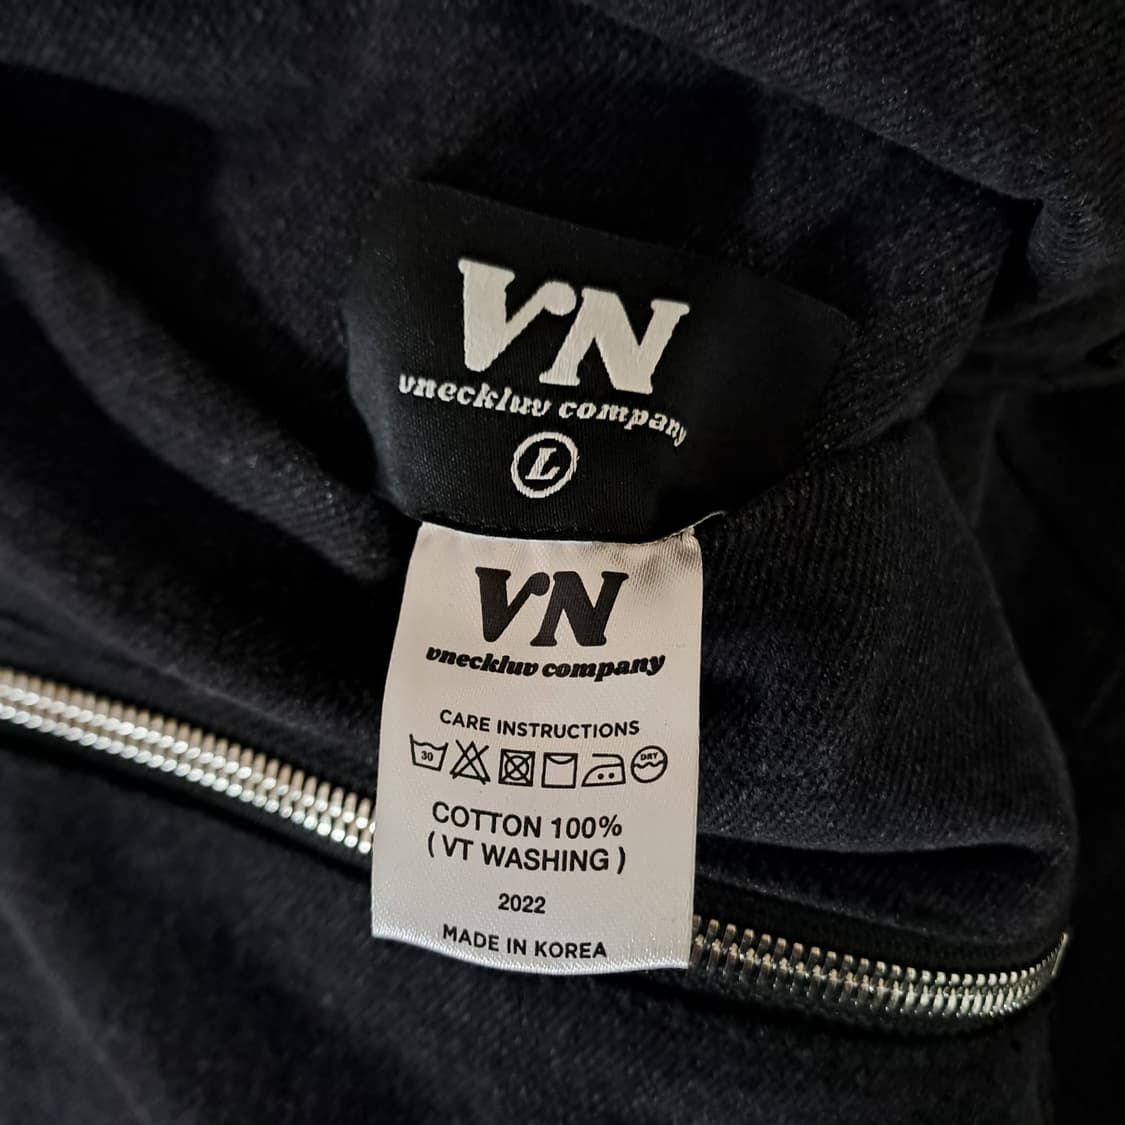 VN
vneckluv company
L
VN
vneckluv company
CARE INSTRUCTIONS
30 DRY
COTTON 100%
( VT WASHING )
2022
MADE IN KOREA